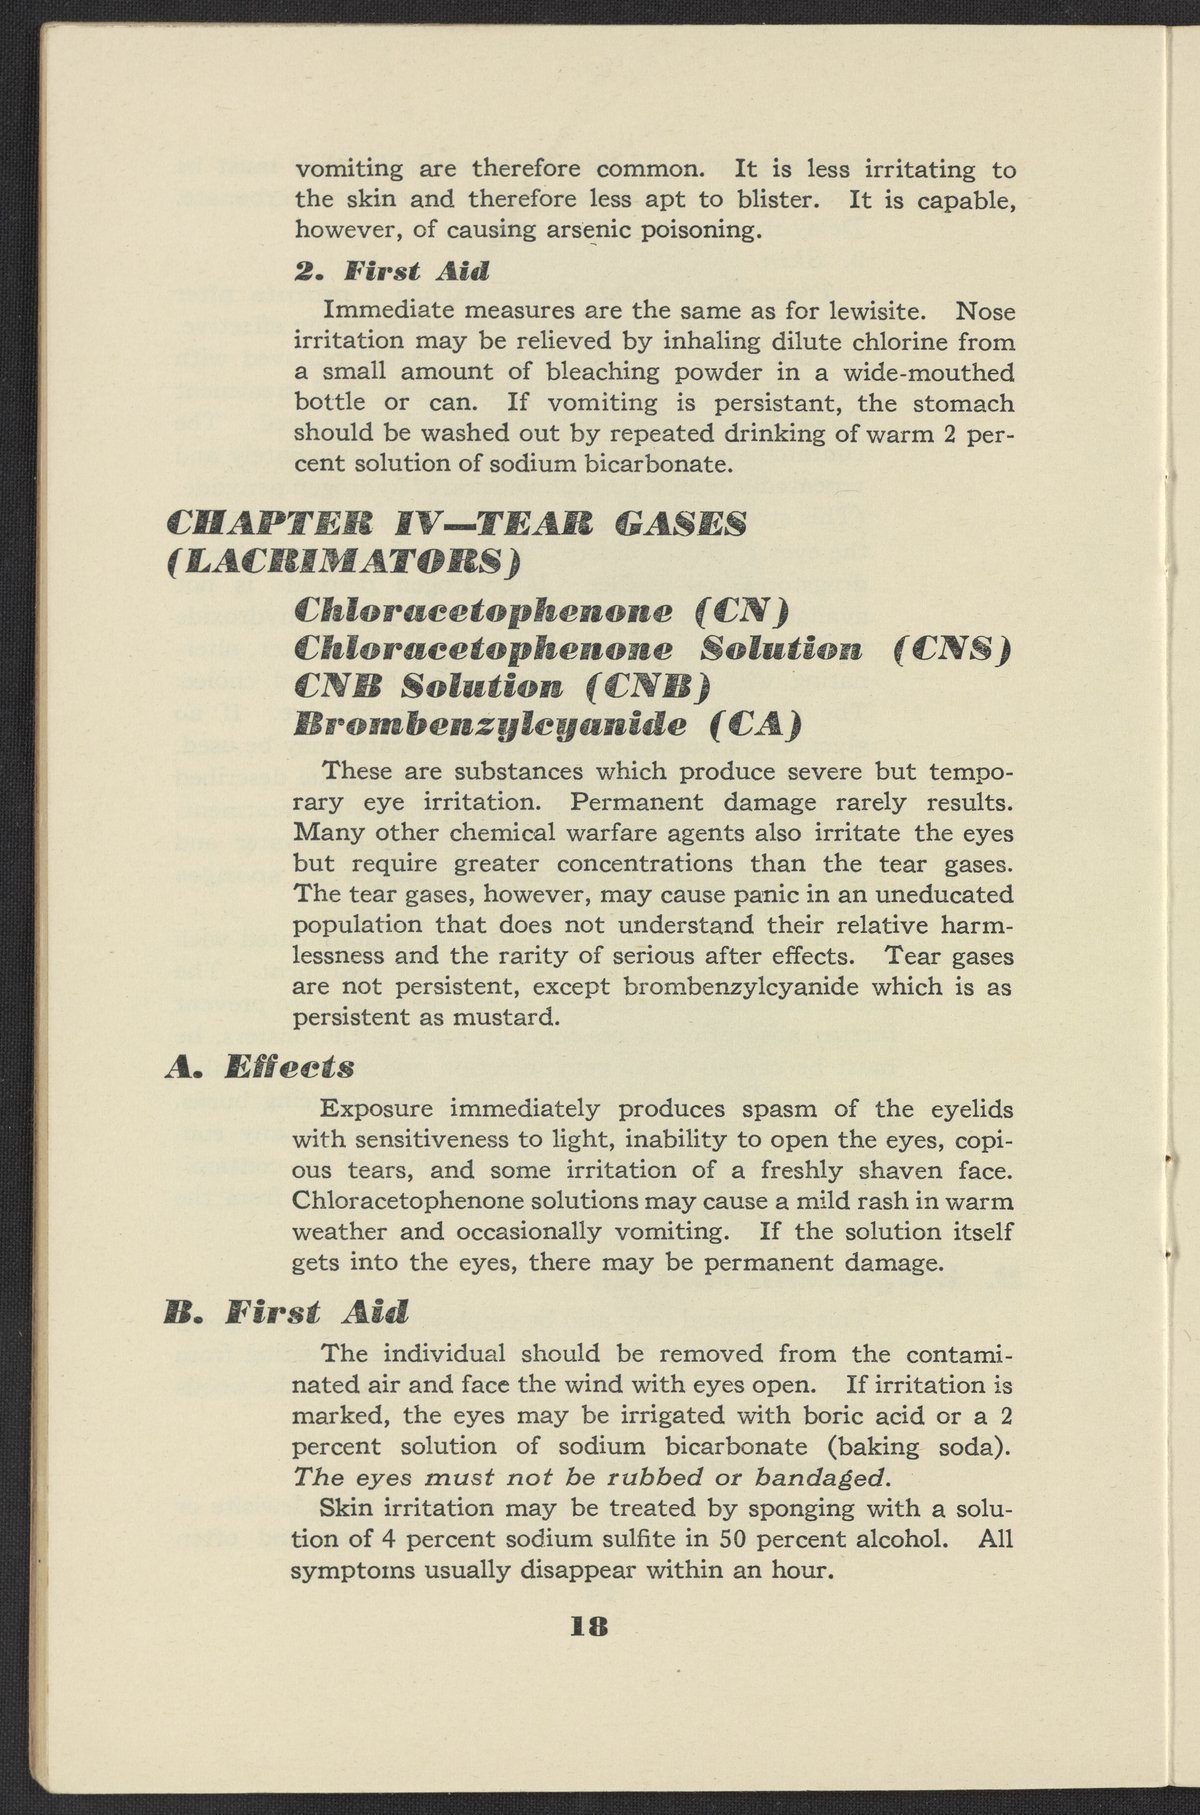 vomiting are therefore common. It is less irritating to
the skin and therefore less apt to blister. It is capable,
however, of causing arsenic poisoning.
2. First Aid
Immediate measures are the same as for lewisite. Nose
irritation may be relieved by inhaling dilute chlorine from
a small amount of bleaching powder in a wide-mouthed
bottle or can. If vomiting is persistant, the stomach
should be washed out by repeated drinking of warm 2 per-
cent solution of sodium bicarbonate.
CHAPTER IV—TEAR GASES
(LACRIMATORS)
Chloracetophenone (CN)
Chloracetophenone Solution (CNS)
CNB Solution (CNB)
Brombenzylcyanide (CA)
These are substances which produce severe but tempo-
rary eye irritation. Permanent damage rarely results.
Many other chemical warfare agents also irritate the eyes
but require greater concentrations than the tear gases.
The tear gases, however, may cause panic in an uneducated
population that does not understand their relative harm-
lessness and the rarity of serious after effects. Tear gases
are not persistent, except brombenzylcyanide which is as
persistent as mustard.
A. Effects
Exposure immediately produces spasm of the eyelids
with sensitiveness to light, inability to open the eyes, copi-
ous tears, and some irritation of a freshly shaven face.
Chloracetophenone solutions may cause a mild rash in warm
weather and occasionally vomiting. If the solution itself
gets into the eyes, there may be permanent damage.
B. First Aid
The individual should be removed from the contami-
nated air and face the wind with eyes open. If irritation is
marked, the eyes may be irrigated with boric acid or a 2
percent solution of sodium bicarbonate (baking soda).
The eyes must not be rubbed or bandaged.
Skin irritation may be treated by sponging with a solu-
tion of 4 percent sodium sulfite in 50 percent alcohol. All
symptoms usually disappear within an hour.
18